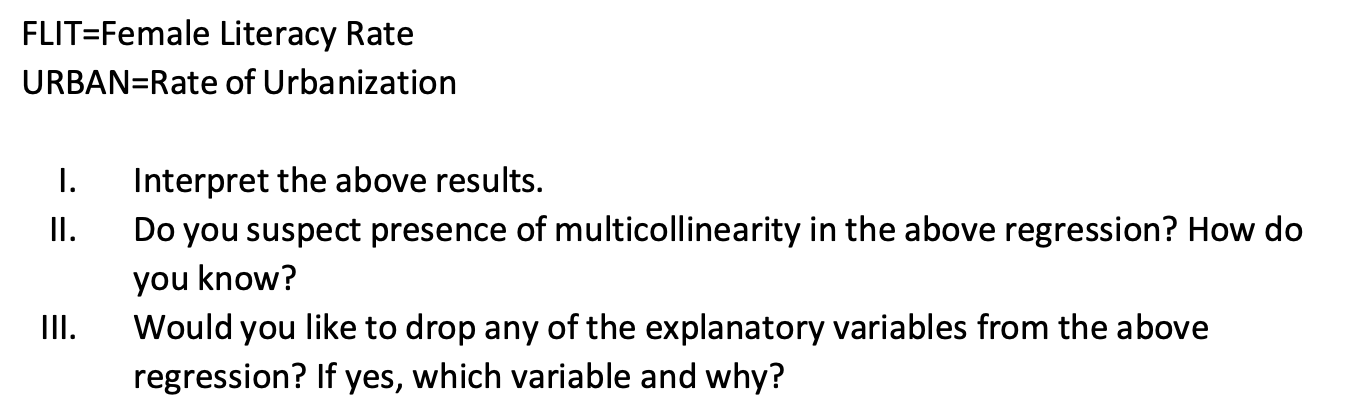 FLIT=Female Literacy Rate
URBAN=Rate of Urbanization
I. Interpret the above results.
II. Do you suspect presence of multicollinearity in the above regression? How do
you know?
III. Would you like to drop any of the explanatory variables from the above
regression? If yes, which variable and why?